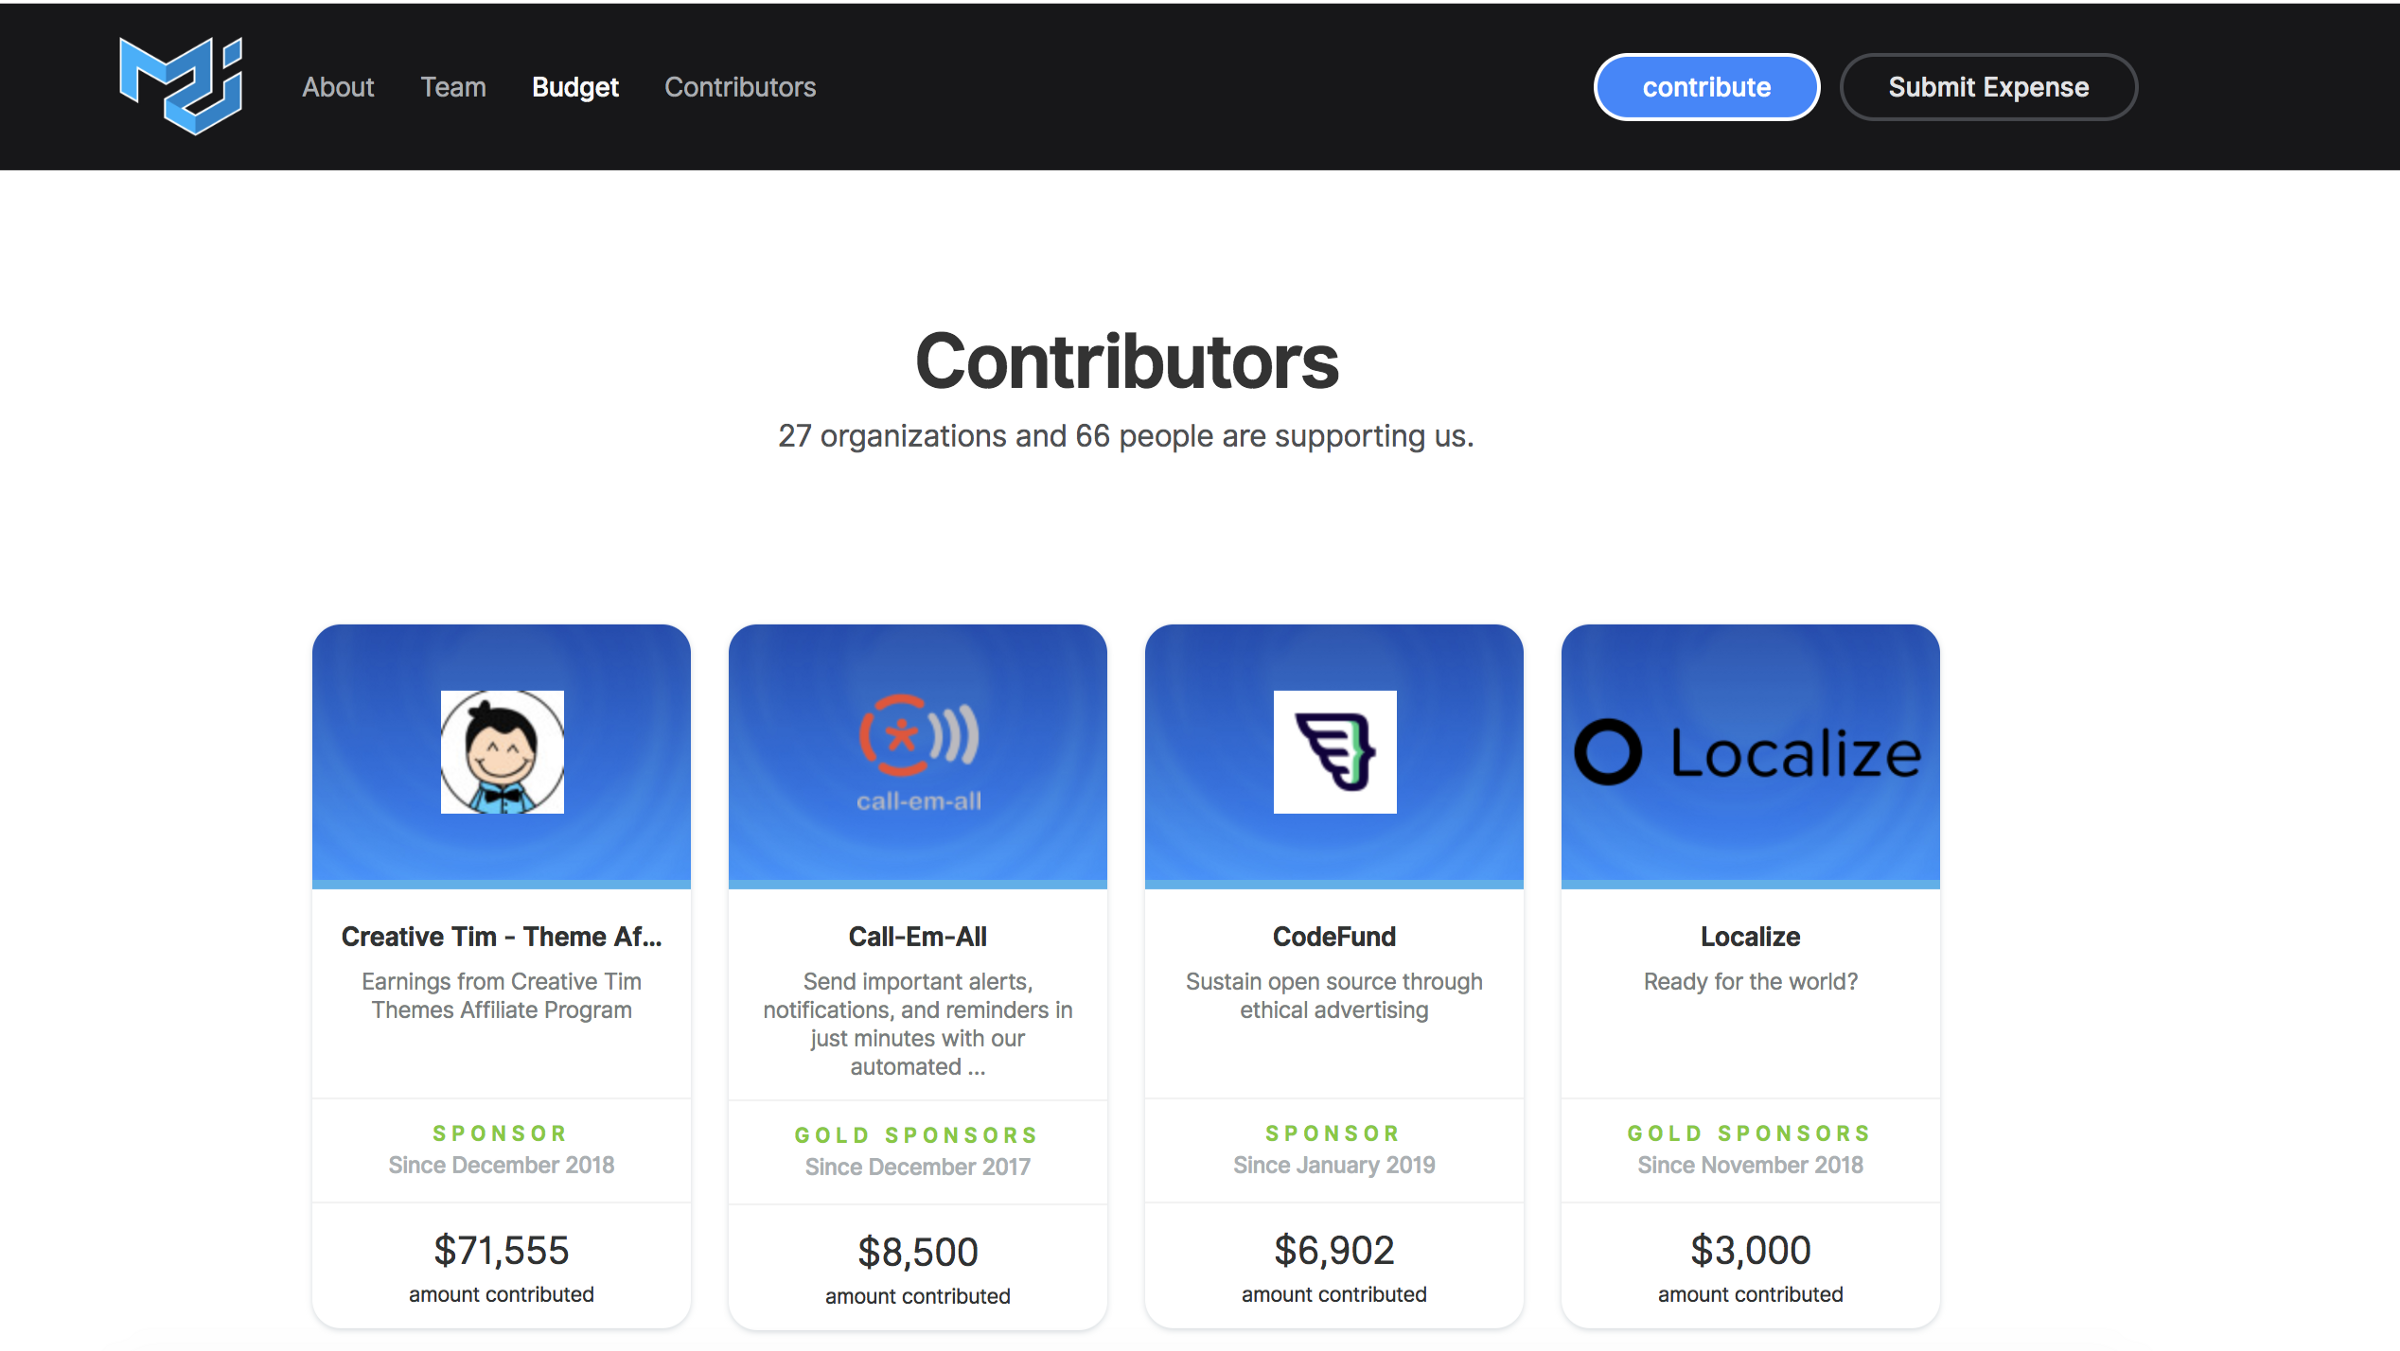 About Team Budget Contributors contribute Submit Expense
Contributors
27 organizations and 66 people are supporting us.
call-em-all
Localize
Creative Tim - Theme Af...
Earnings from Creative Tim
Themes Affiliate Program
SPONSOR
Since December 2018
$71,555
amount contributed
Call-Em-All
Send important alerts,
notifications, and reminders in
just minutes with our
automated ...
GOLD SPONSORS
Since December 2017
$8,500
amount contributed
CodeFund
Sustain open source through
ethical advertising
SPONSOR
Since January 2019
$6,902
amount contributed
Localize
Ready for the world?
GOLD SPONSORS
Since November 2018
$3,000
amount contributed